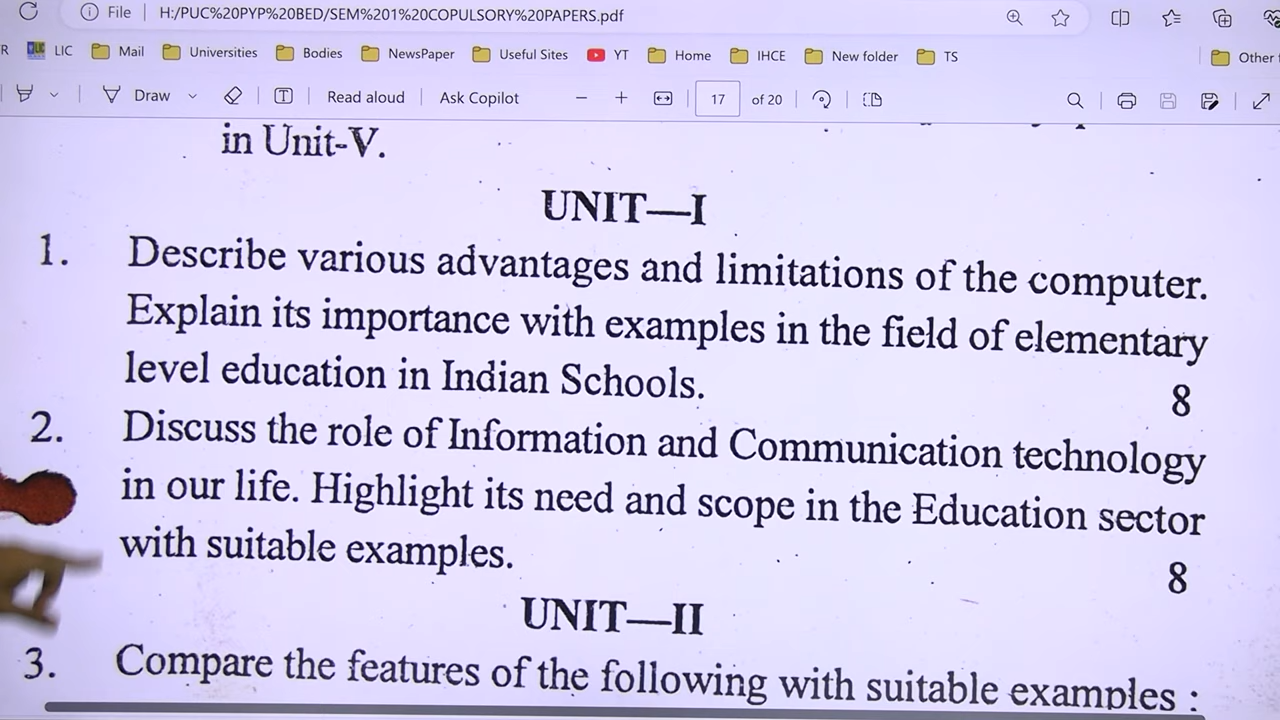 File H:/PUC%20PYP%20BED/SEM%201%20COPULSORY%20PAPERS.pdf
LIC Mail Universities Bodies NewsPaper Useful Sites YT Home IHCE New folder TS Other
Draw Read aloud Ask Copilot 17 of 20
in Unit-V.
UNIT—I
1. Describe various advantages and limitations of the computer.
Explain its importance with examples in the field of elementary
level education in Indian Schools. 8
2. Discuss the role of Information and Communication technology
in our life. Highlight its need and scope in the Education sector
with suitable examples. 8
UNIT—II
3. Compare the features of the following with suitable examples :